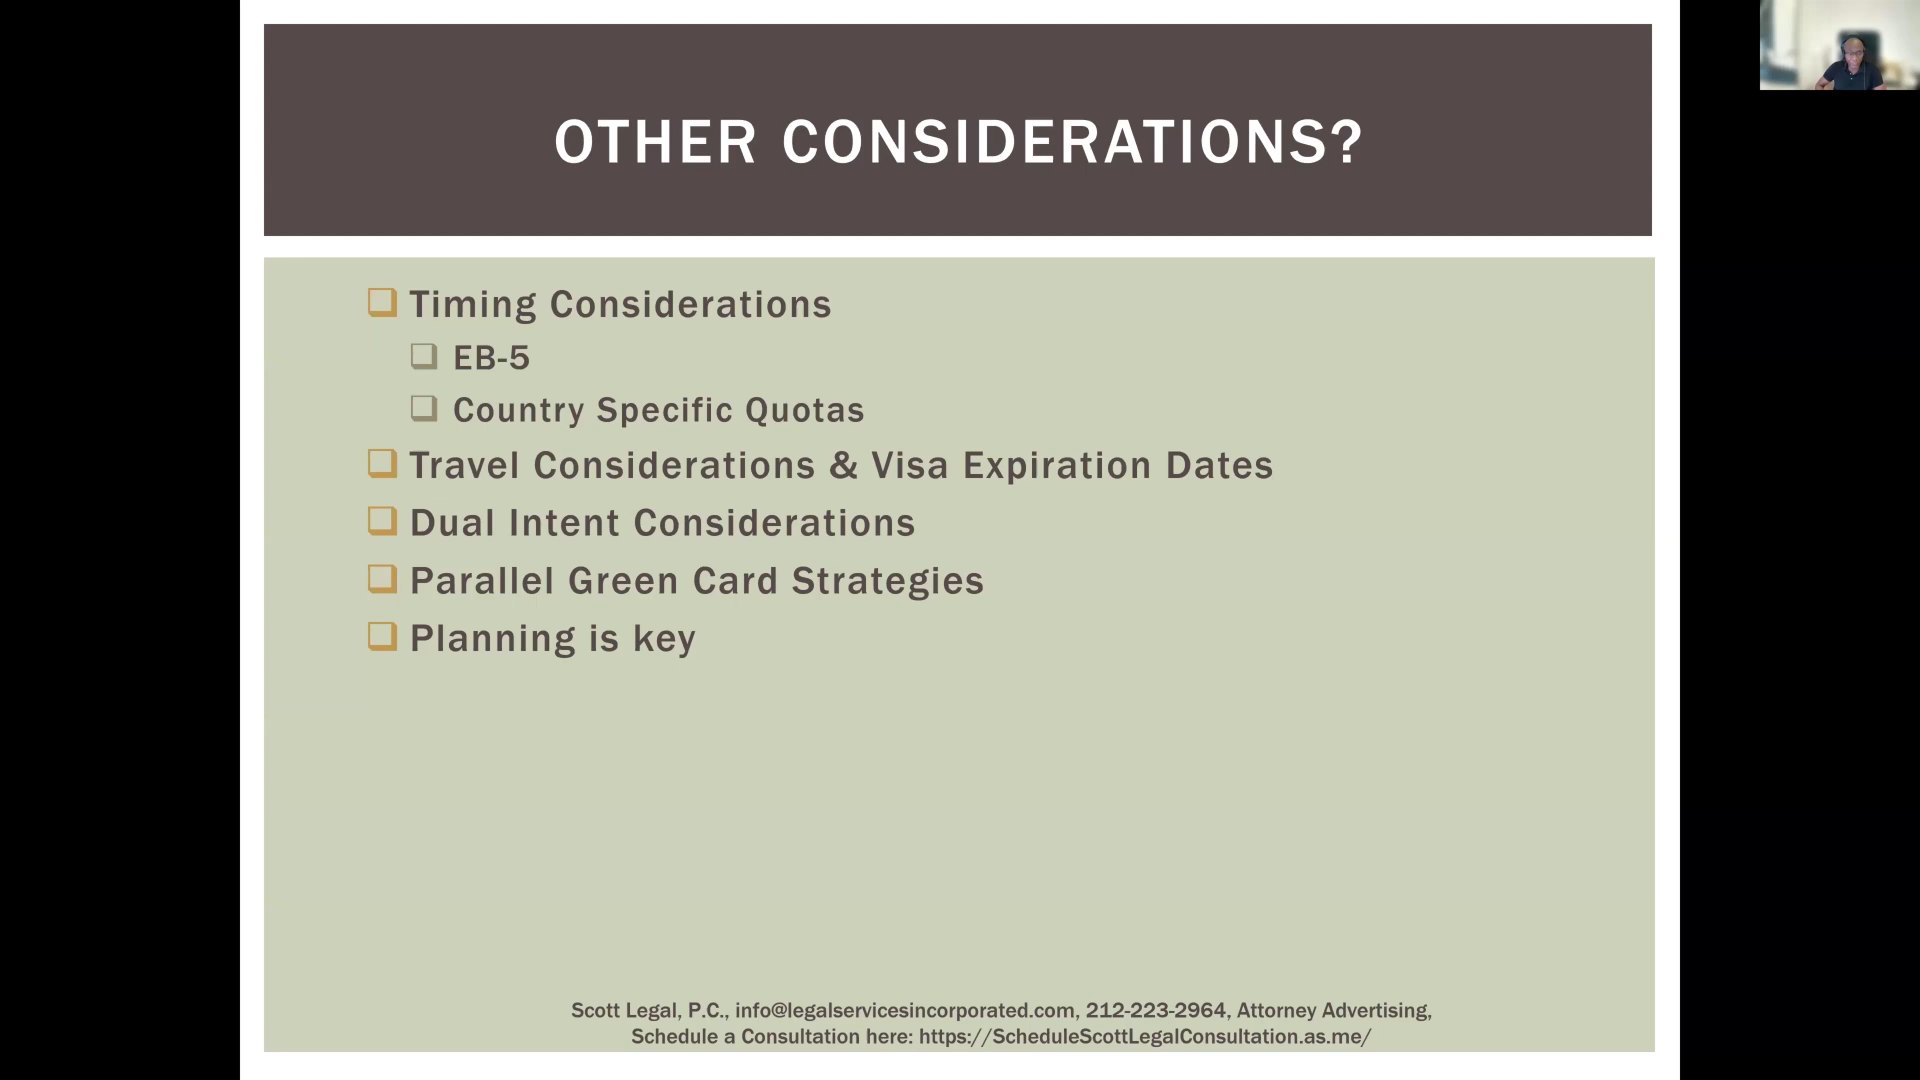 OTHER CONSIDERATIONS?
Timing Considerations
EB-5
Country Specific Quotas
Travel Considerations & Visa Expiration Dates
Dual Intent Considerations
Parallel Green Card Strategies
Planning is key
Scott Legal, P.C., info@legalservicesincorporated.com, 212-223-2964, Attorney Advertising,
Schedule a Consultation here: https://ScheduleScottLegalConsultation.as.me/